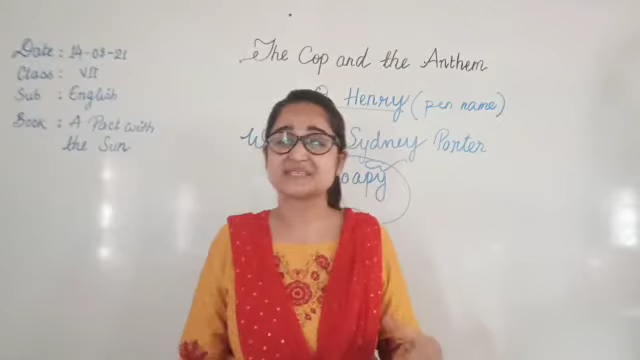 Date : 14-08-21
Class : VII
Sub : English
Book : A Pact with
the Sun
The Cop and the Anthem
Henry (pen name)
Sydney Porter
oapy